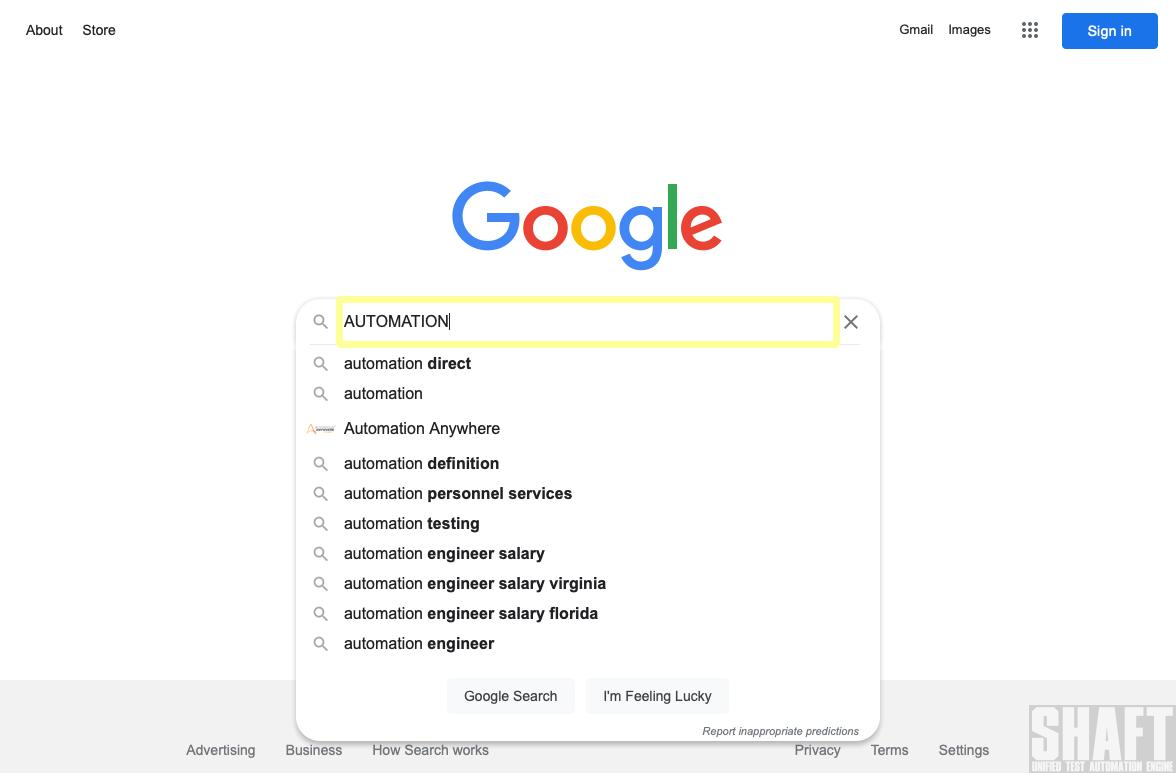 About Store Gmail Images Sign in
Google
AUTOMATION
automation direct
automation
Automation Anywhere
automation definition
automation personnel services
automation testing
automation engineer salary
automation engineer salary virginia
automation engineer salary florida
automation engineer
Google Search I'm Feeling Lucky
Report inappropriate predictions
Advertising Business How Search works Privacy Terms Settings
SHAFT
UNIFIED TEST AUTOMATION ENGINE